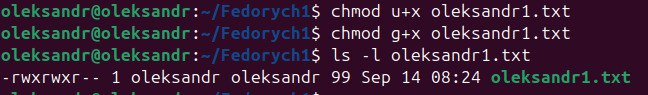 oleksandr@oleksandr:~/Fedorych1$ chmod u+x oleksandr1.txt
oleksandr@oleksandr:~/Fedorych1$ chmod g+x oleksandr1.txt
oleksandr@oleksandr:~/Fedorych1$ ls -l oleksandr1.txt
-rwxrwxr-- 1 oleksandr oleksandr 99 Sep 14 08:24 oleksandr1.txt